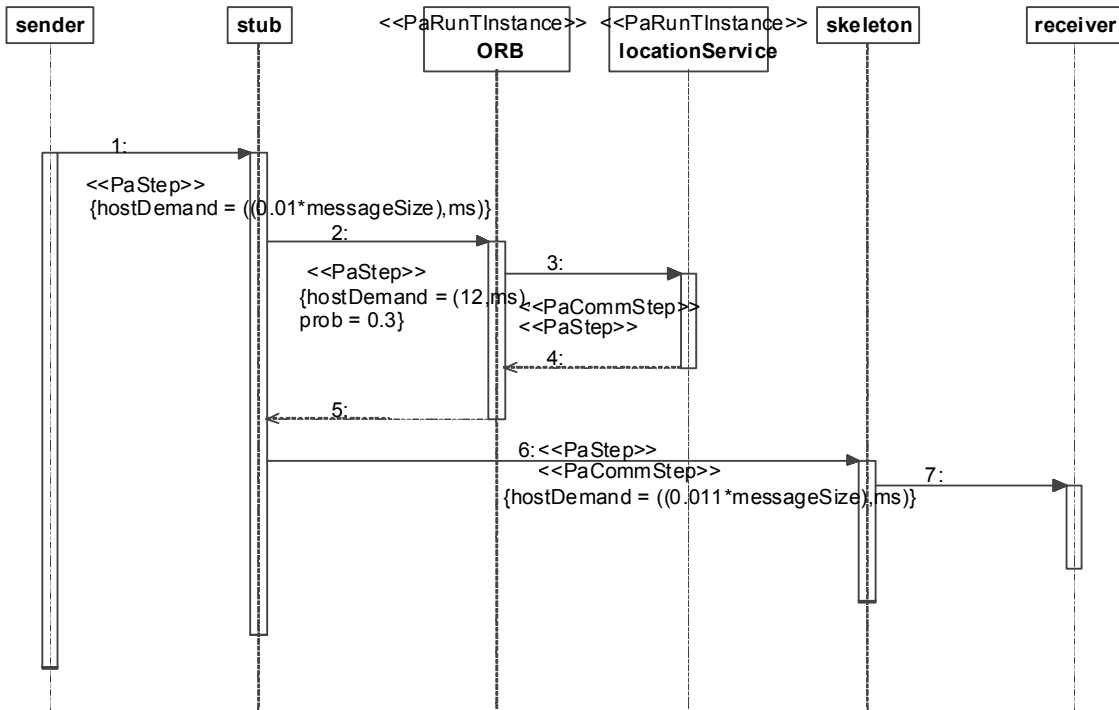 sender
stub
<<PaRunTInstance>>
ORB
<<PaRunTInstance>>
locationService
skeleton
receiver
1:
<<PaStep>>
{hostDemand = ((0.01*messageSize),ms)}
2:
<<PaStep>>
{hostDemand = (12,ms),
prob = 0.3}
3:
<<PaCommStep>>
<<PaStep>>
4:
5:
6:<<PaStep>>
<<PaCommStep>>
{hostDemand = ((0.011*messageSize),ms)}
7: